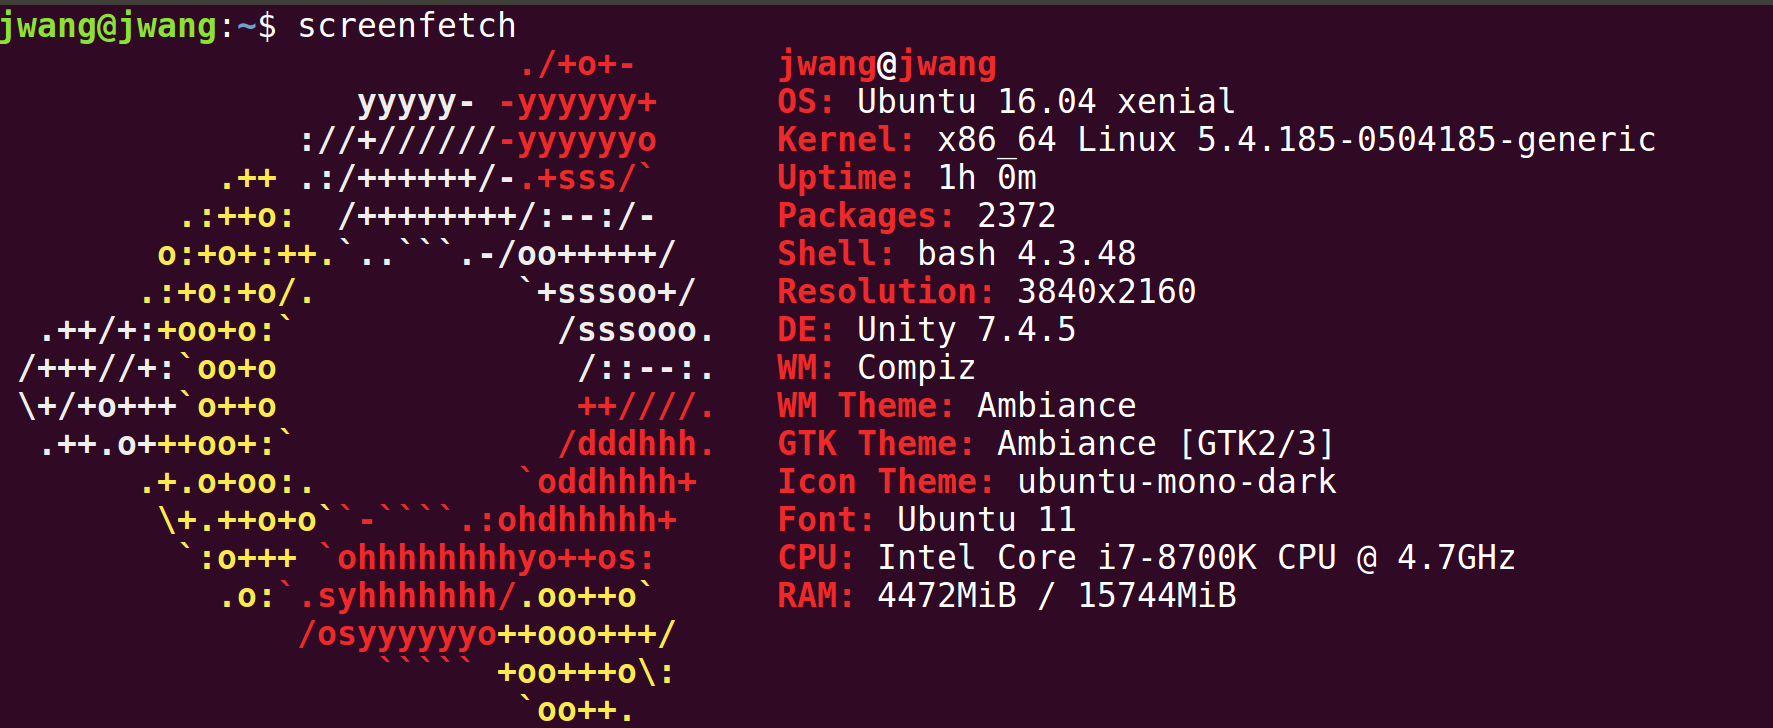 jwang@jwang:~$ screenfetch
                          ./+o+-       jwang@jwang
                  yyyyy- -yyyyyy+      OS: Ubuntu 16.04 xenial
               ://+//////-yyyyyyo      Kernel: x86_64 Linux 5.4.185-0504185-generic
           .++ .:/++++++/-.+sss/`      Uptime: 1h 0m
         .:++o:  /++++++++/:--:/-      Packages: 2372
        o:+o+:++.`..```.-/oo+++++/     Shell: bash 4.3.48
       .:+o:+o/.          `+sssoo+/    Resolution: 3840x2160
  .++/+:+oo+o:`             /sssooo.   DE: Unity 7.4.5
 /+++//+:`oo+o               /::--:.   WM: Compiz
 \+/+o+++`o++o               ++////.   WM Theme: Ambiance
  .++.o+++oo+:`             /dddhhh.   GTK Theme: Ambiance [GTK2/3]
       .+.o+oo:.          `oddhhhh+    Icon Theme: ubuntu-mono-dark
        \+.++o+o``-````.:ohdhhhhh+     Font: Ubuntu 11
         `:o+++ `ohhhhhhhhyo++os:      CPU: Intel Core i7-8700K CPU @ 4.7GHz
           .o:`.syhhhhhhh/.oo++o`      RAM: 4472MiB / 15744MiB
               /osyyyyyyo++ooo+++/
                   ````` +oo+++o\:
                          `oo++.